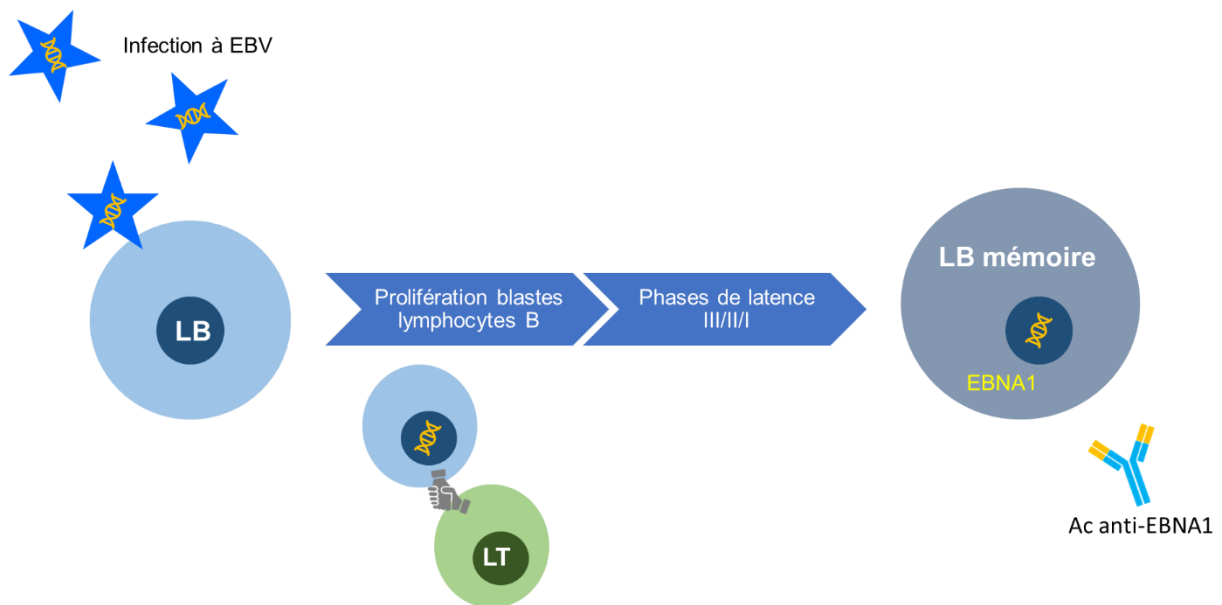 Infection à EBV
LB
Prolifération blastes
lymphocytes B
Phases de latence
III/II/I
LB mémoire
EBNA1
LT
Ac anti-EBNA1